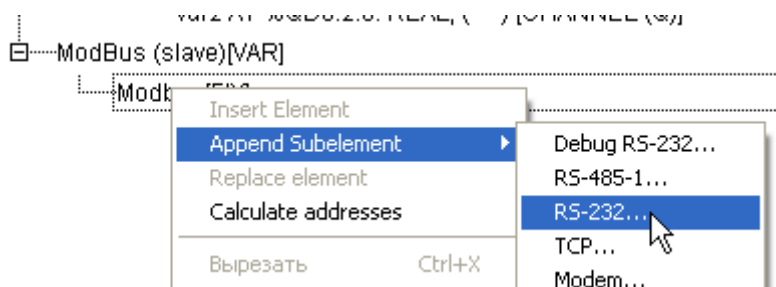 ModBus (slave)[VAR]
Insert Element
Append Subelement
Debug RS-232...
Replace element
RS-485-1...
Calculate addresses
RS-232...
TCP...
Вырезать Ctrl+X
Modem...